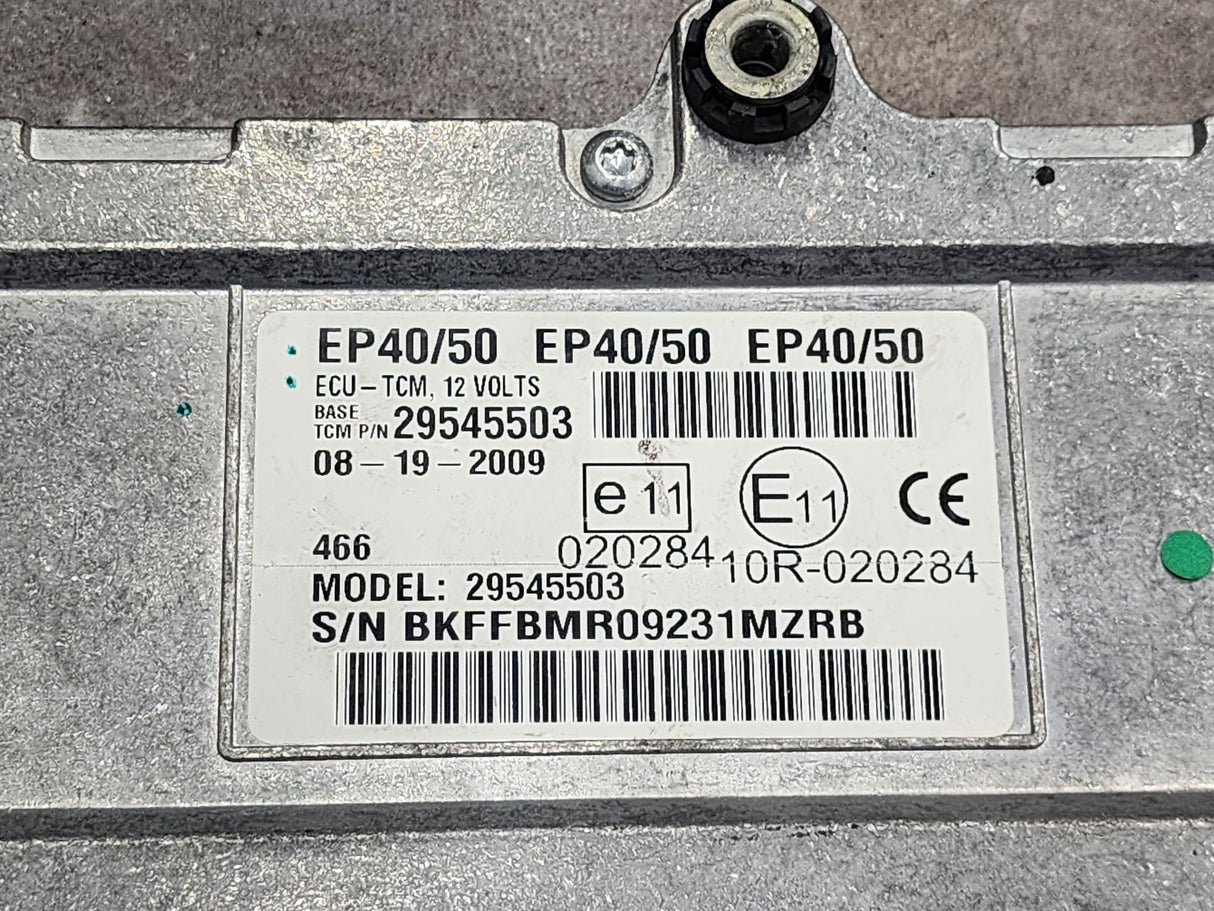 EP40/50 EP40/50 EP40/50
ECU-TCM, 12 VOLTS
BASE
TCM P/N 29545503
08-19-2009
e 11
E11
CE
466
020284
10R-020284
MODEL: 29545503
S/N BKFFBMR09231MZRB